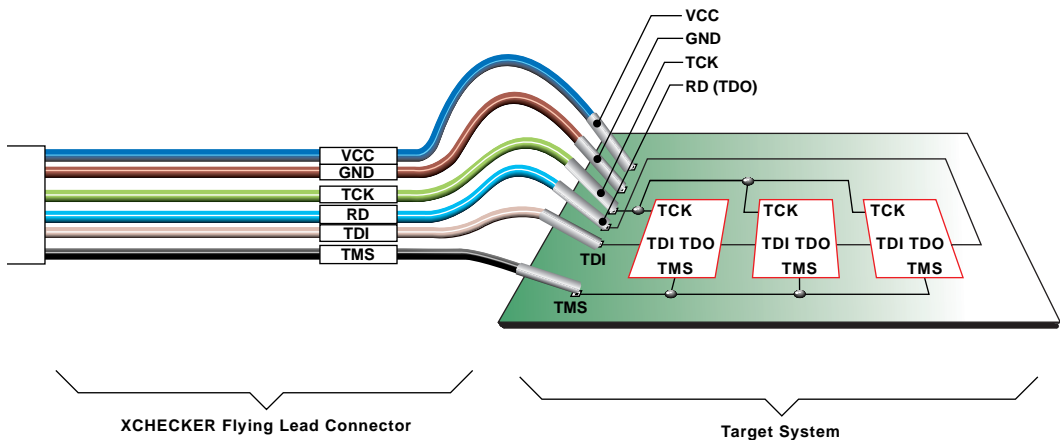 VCC
GND
TCK
RD (TDO)
VCC
GND
TCK
RD
TDI
TMS
TCK
TCK
TCK
TDI TDO
TDI TDO
TDI TDO
TMS
TMS
TMS
TDI
TMS
XCHECKER Flying Lead Connector
Target System